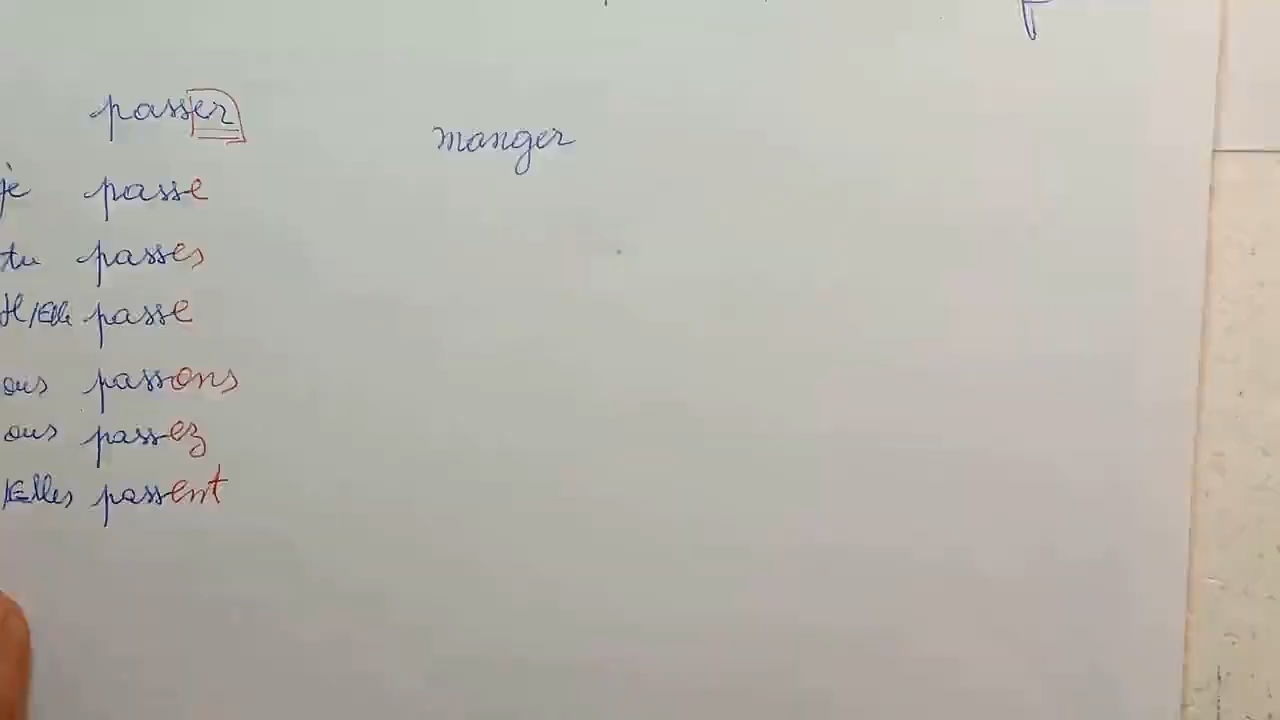 passer
manger
je passe
tu passes
Il/Elle passe
ous passons
ous passez
/Elles passent